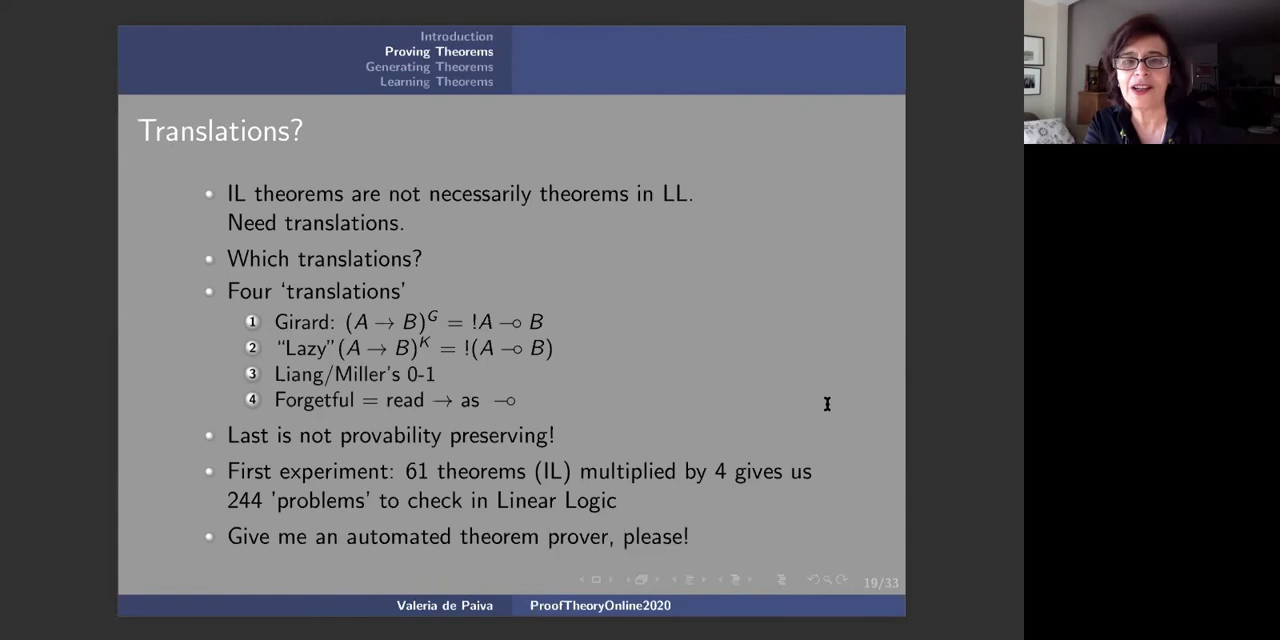 Introduction
Proving Theorems
Generating Theorems
Learning Theorems
Translations?
IL theorems are not necessarily theorems in LL.
Need translations.
Which translations?
Four ‘translations’
1 Girard: (A → B)^G = !A ⊸ B
2 “Lazy”(A → B)^K = !(A ⊸ B)
3 Liang/Miller's 0-1
4 Forgetful = read → as ⊸
Last is not provability preserving!
First experiment: 61 theorems (IL) multiplied by 4 gives us
244 'problems' to check in Linear Logic
Give me an automated theorem prover, please!
19/33
Valeria de Paiva ProofTheoryOnline2020